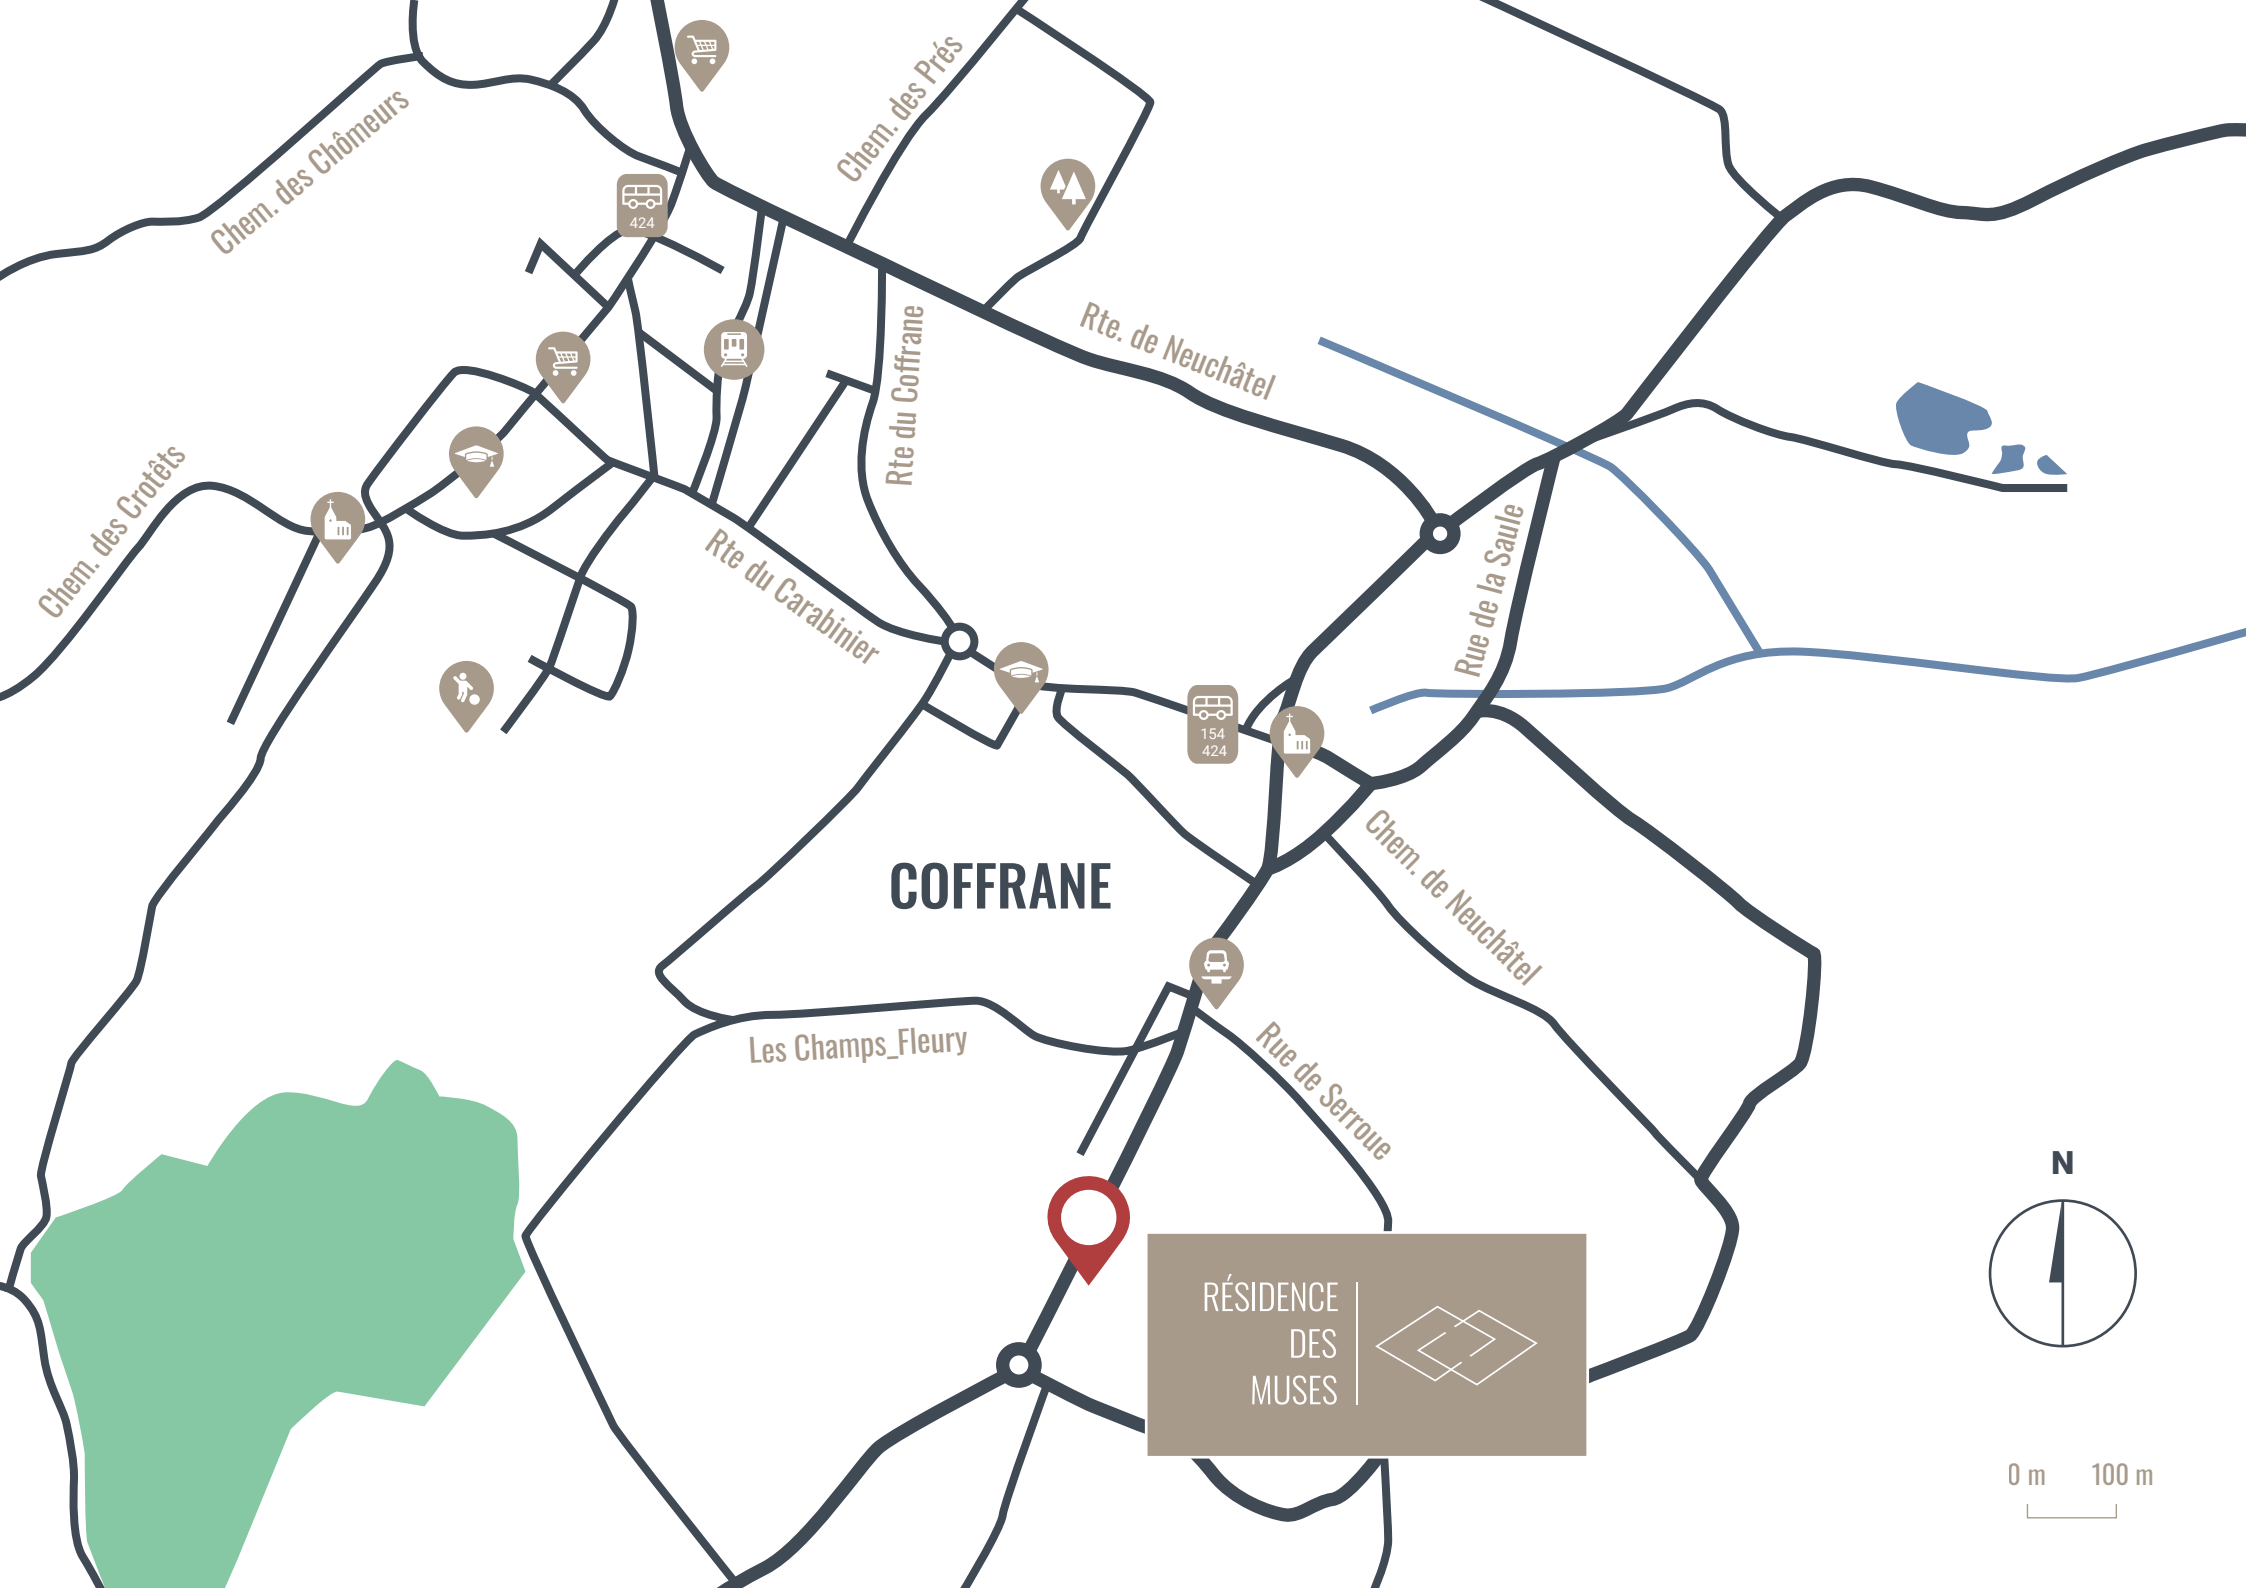 Chem. des Chômeurs
Chem. des Prés
424
Rte. de Neuchâtel
Rte du Coffrane
Chem. des Crotêts
Rte du Carabinier
Rue de la Saule
154
424
Chem. de Neuchâtel
COFFRANE
Les Champs_Fleury
Rue de Serroue
N
RÉSIDENCE
DES
MUSES
0 m 100 m